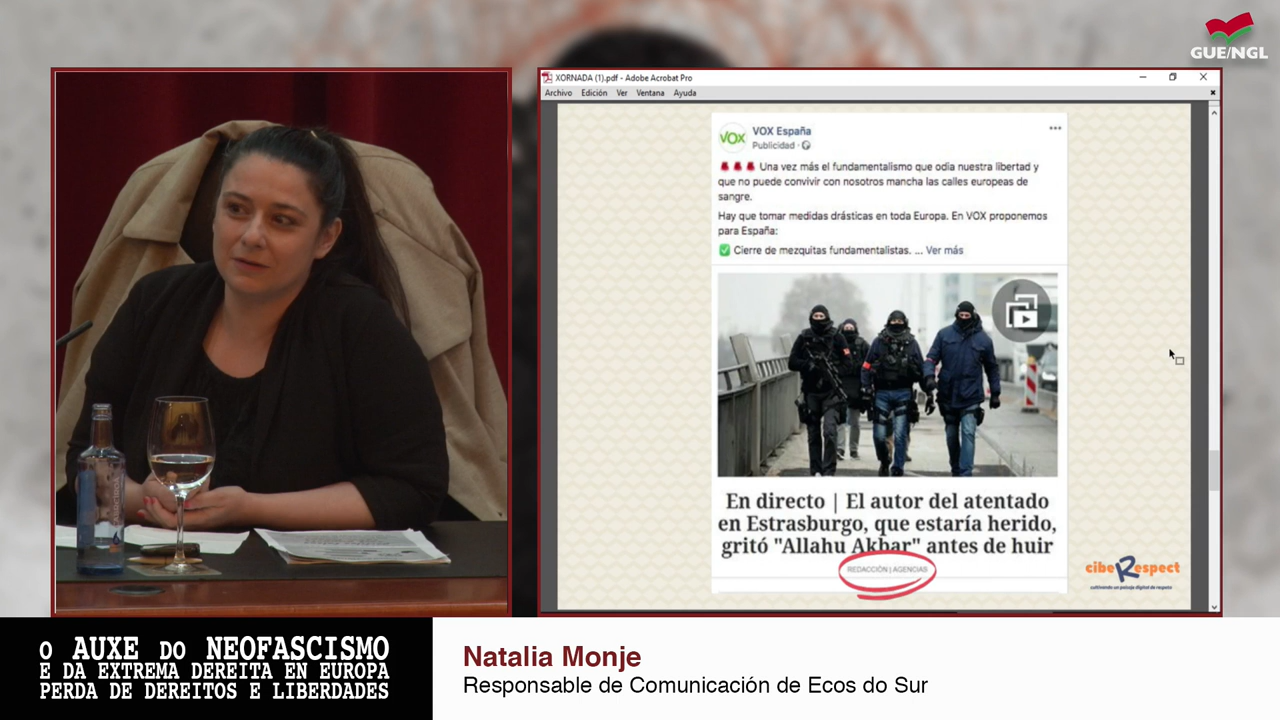 GUE/NGL
XORNADA (1).pdf - Adobe Acrobat Pro
Archivo Edición Ver Ventana Ayuda
VOX
VOX España
Publicidad ·
Una vez más el fundamentalismo que odia nuestra libertad y
que no puede convivir con nosotros mancha las calles europeas de
sangre.
Hay que tomar medidas drásticas en toda Europa. En VOX proponemos
para España:
✅ Cierre de mezquitas fundamentalistas. ... Ver más
En directo | El autor del atentado
en Estrasburgo, que estaría herido,
gritó "Allahu Akbar" antes de huir
REDACCIÓN | AGENCIAS
cibeRespect
O AUXE DO NEOFASCISMO
E DA EXTREMA DEREITA EN EUROPA
PERDA DE DEREITOS E LIBERDADES
Natalia Monje
Responsable de Comunicación de Ecos do Sur